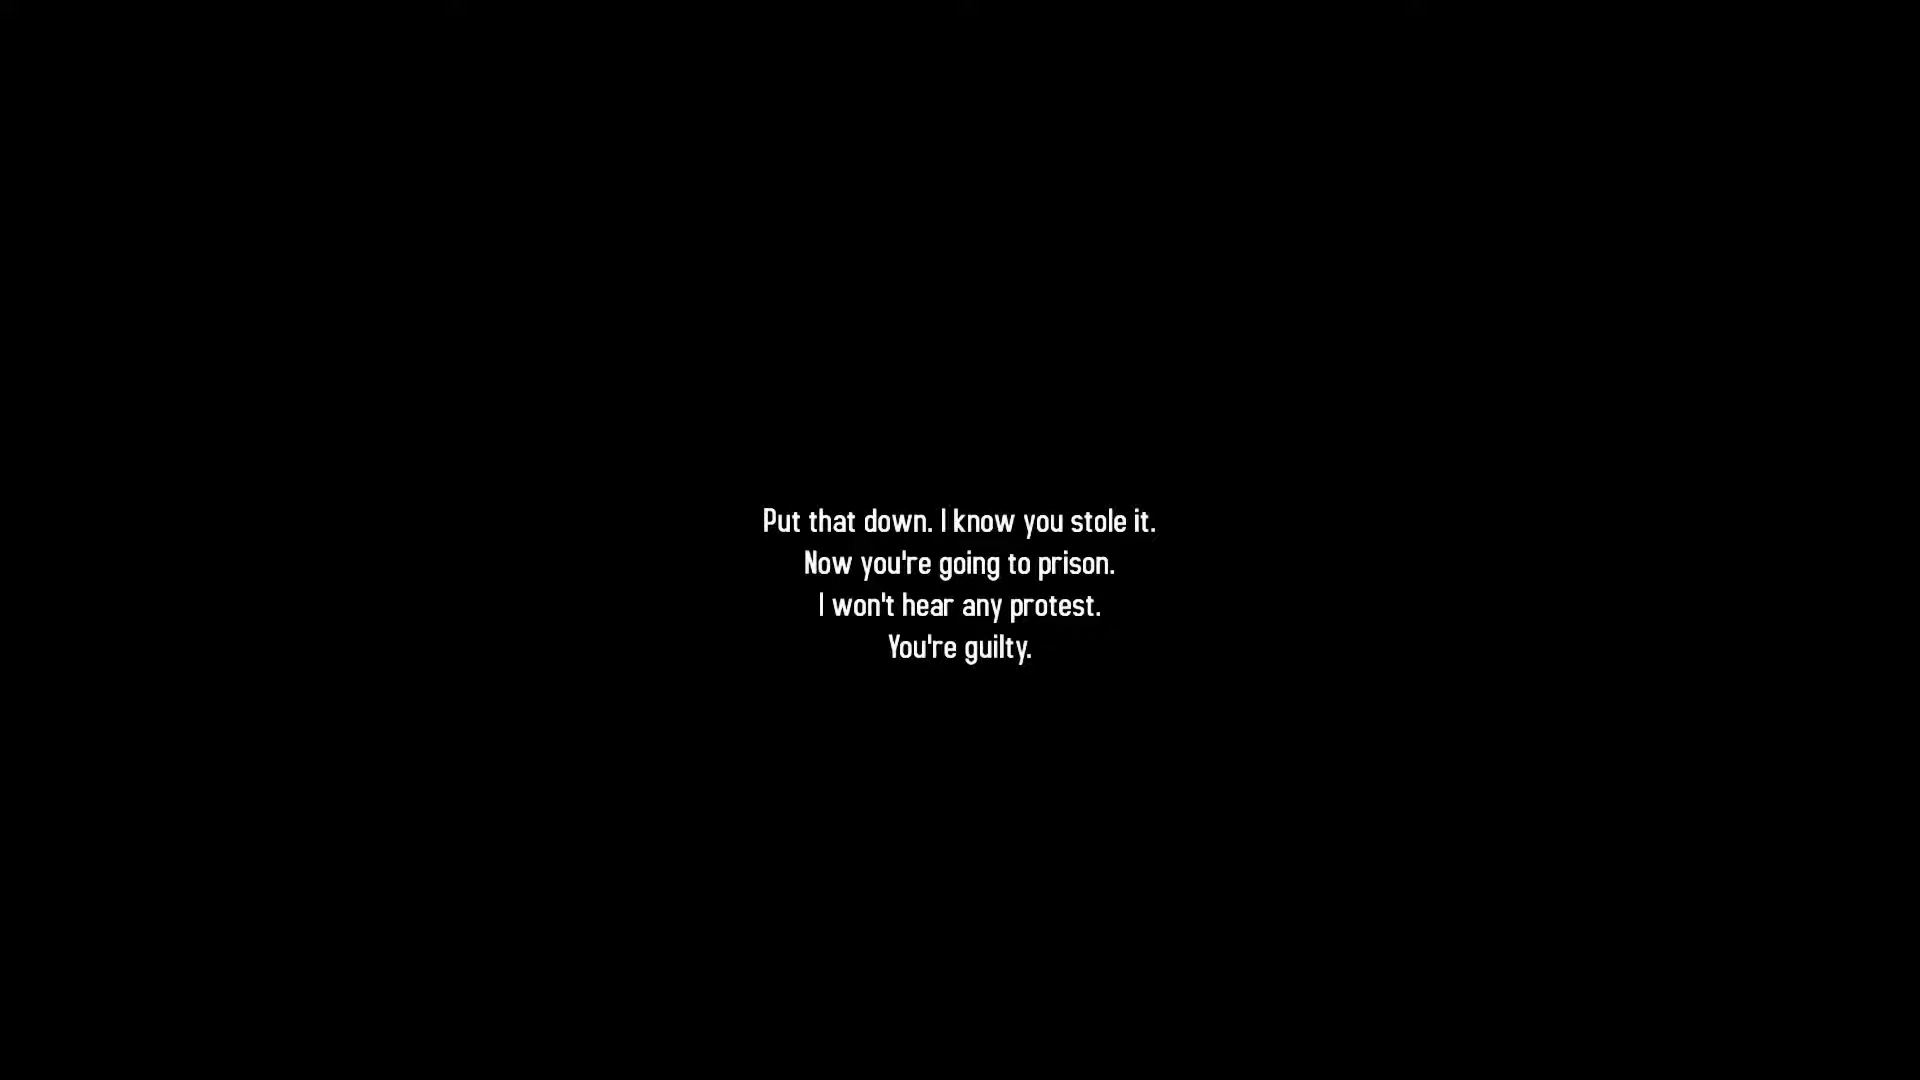 Put that down. I know you stole it.
Now you're going to prison.
I won't hear any protest.
You're guilty.